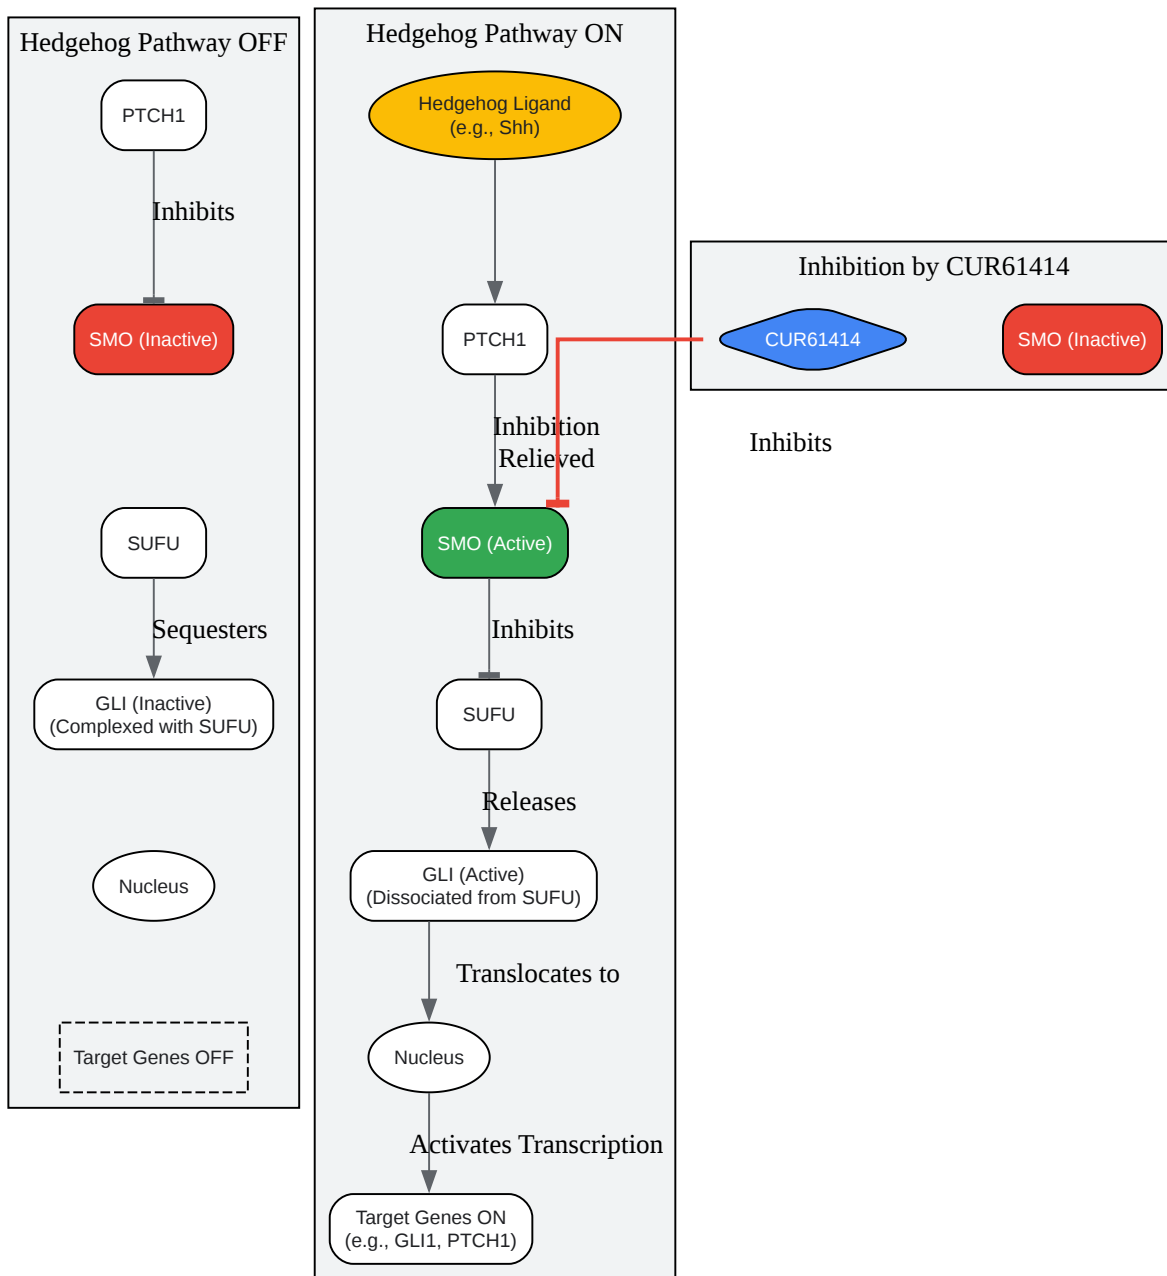 Hedgehog Pathway OFF
PTCH1
Inhibits
SMO (Inactive)
SUFU
Sequesters
GLI (Inactive)
(Complexed with SUFU)
Nucleus
Target Genes OFF
Hedgehog Pathway ON
Hedgehog Ligand
(e.g., Shh)
PTCH1
Inhibition
Relieved
SMO (Active)
Inhibits
SUFU
Releases
GLI (Active)
(Dissociated from SUFU)
Translocates to
Nucleus
Activates Transcription
Target Genes ON
(e.g., GLI1, PTCH1)
Inhibition by CUR61414
CUR61414
SMO (Inactive)
Inhibits